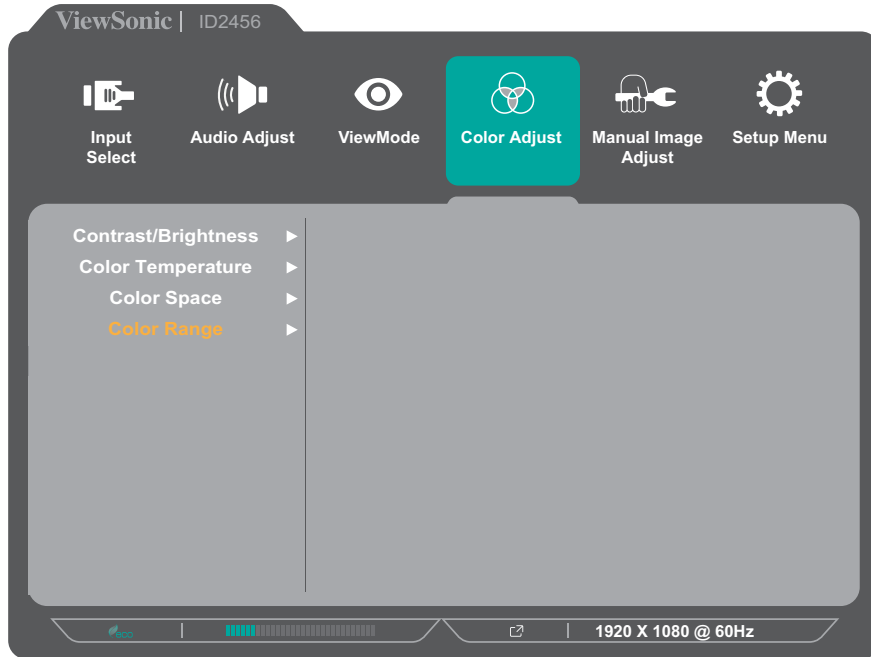 ViewSonic | ID2456
Input
Select
Audio Adjust
ViewMode
Color Adjust
Manual Image
Adjust
Setup Menu
Contrast/Brightness
Color Temperature
Color Space
Color Range
eco
1920 X 1080 @ 60Hz